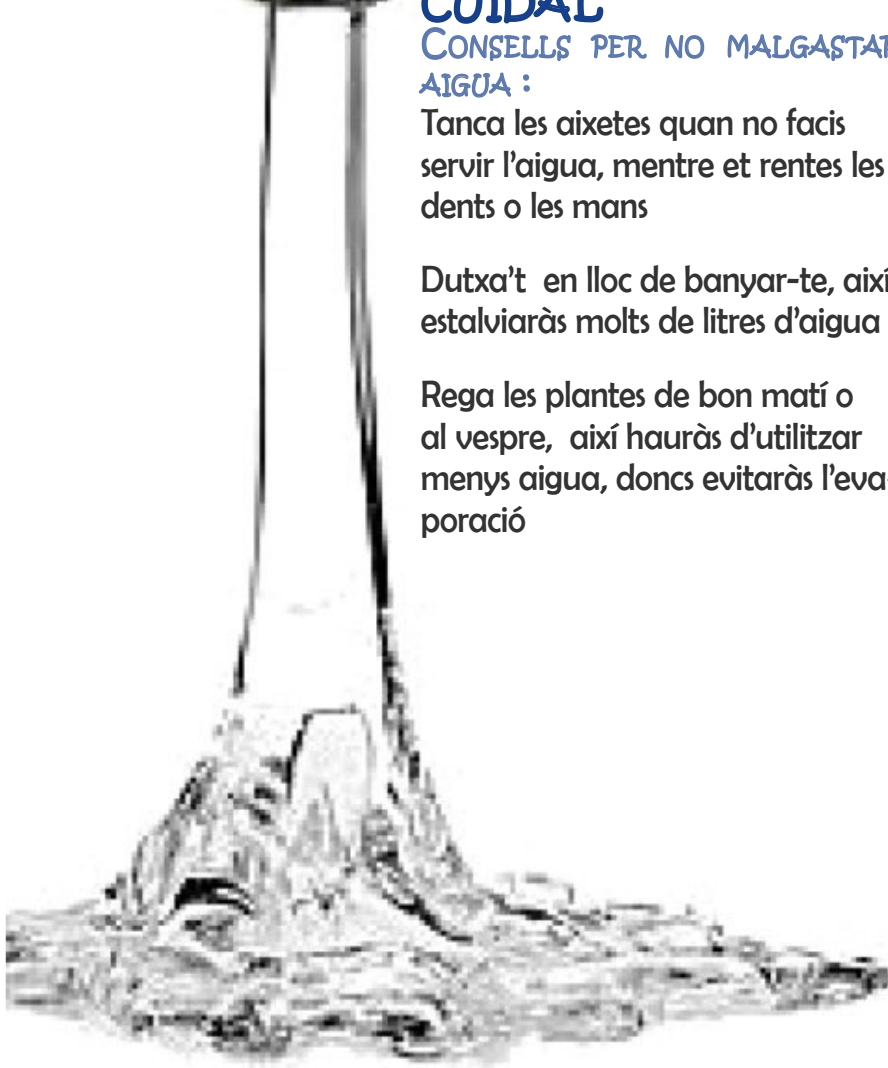 CUIDAL
CONSELLS PER NO MALGASTAR
AIGUA :
Tanca les aixetes quan no facis
servir l'aigua, mentre et rentes les
dents o les mans
Dutxa't en lloc de banyar-te, així
estalviaràs molts de litres d'aigua
Rega les plantes de bon matí o
al vespre, així hauràs d'utilitzar
menys aigua, doncs evitaràs l'eva-
poració